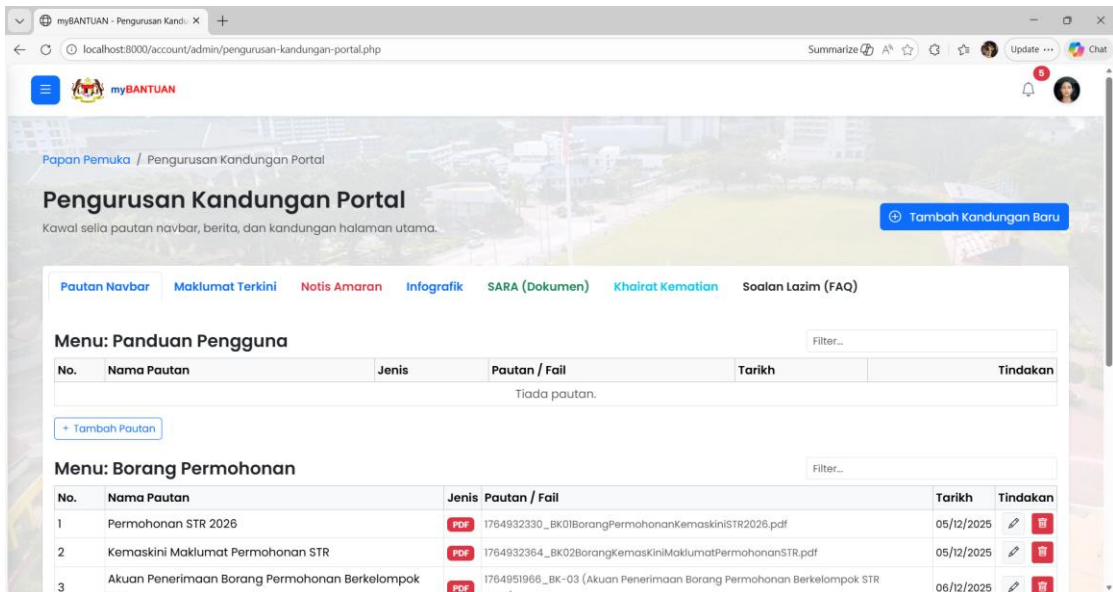 myBANTUAN - Pengurusan Kandu
localhost:8000/account/admin/pengurusan-kandungan-portal.php
Summarize
Update
Chat
myBANTUAN
5
Papan Pemuka / Pengurusan Kandungan Portal
Pengurusan Kandungan Portal
Kawal selia pautan navbar, berita, dan kandungan halaman utama.
Tambah Kandungan Baru
Pautan Navbar Maklumat Terkini Notis Amaran Infografik SARA (Dokumen) Khairat Kematian Soalan Lazim (FAQ)
Menu: Panduan Pengguna
Filter...
No. Nama Pautan Jenis Pautan / Fail Tarikh Tindakan
Tiada pautan.
+ Tambah Pautan
Menu: Borang Permohonan
Filter...
No. Nama Pautan Jenis Pautan / Fail Tarikh Tindakan
1 Permohonan STR 2026 PDF 1764932330_BK01BorangPermohonanKemaskiniSTR2026.pdf 05/12/2025
2 Kemaskini Maklumat Permohonan STR PDF 1764932364_BK02BorangKemasKiniMaklumatPermohonanSTR.pdf 05/12/2025
3 Akuan Penerimaan Borang Permohonan Berkelompok PDF 1764951966_BK-03 (Akuan Penerimaan Borang Permohonan Berkelompok STR 06/12/2025